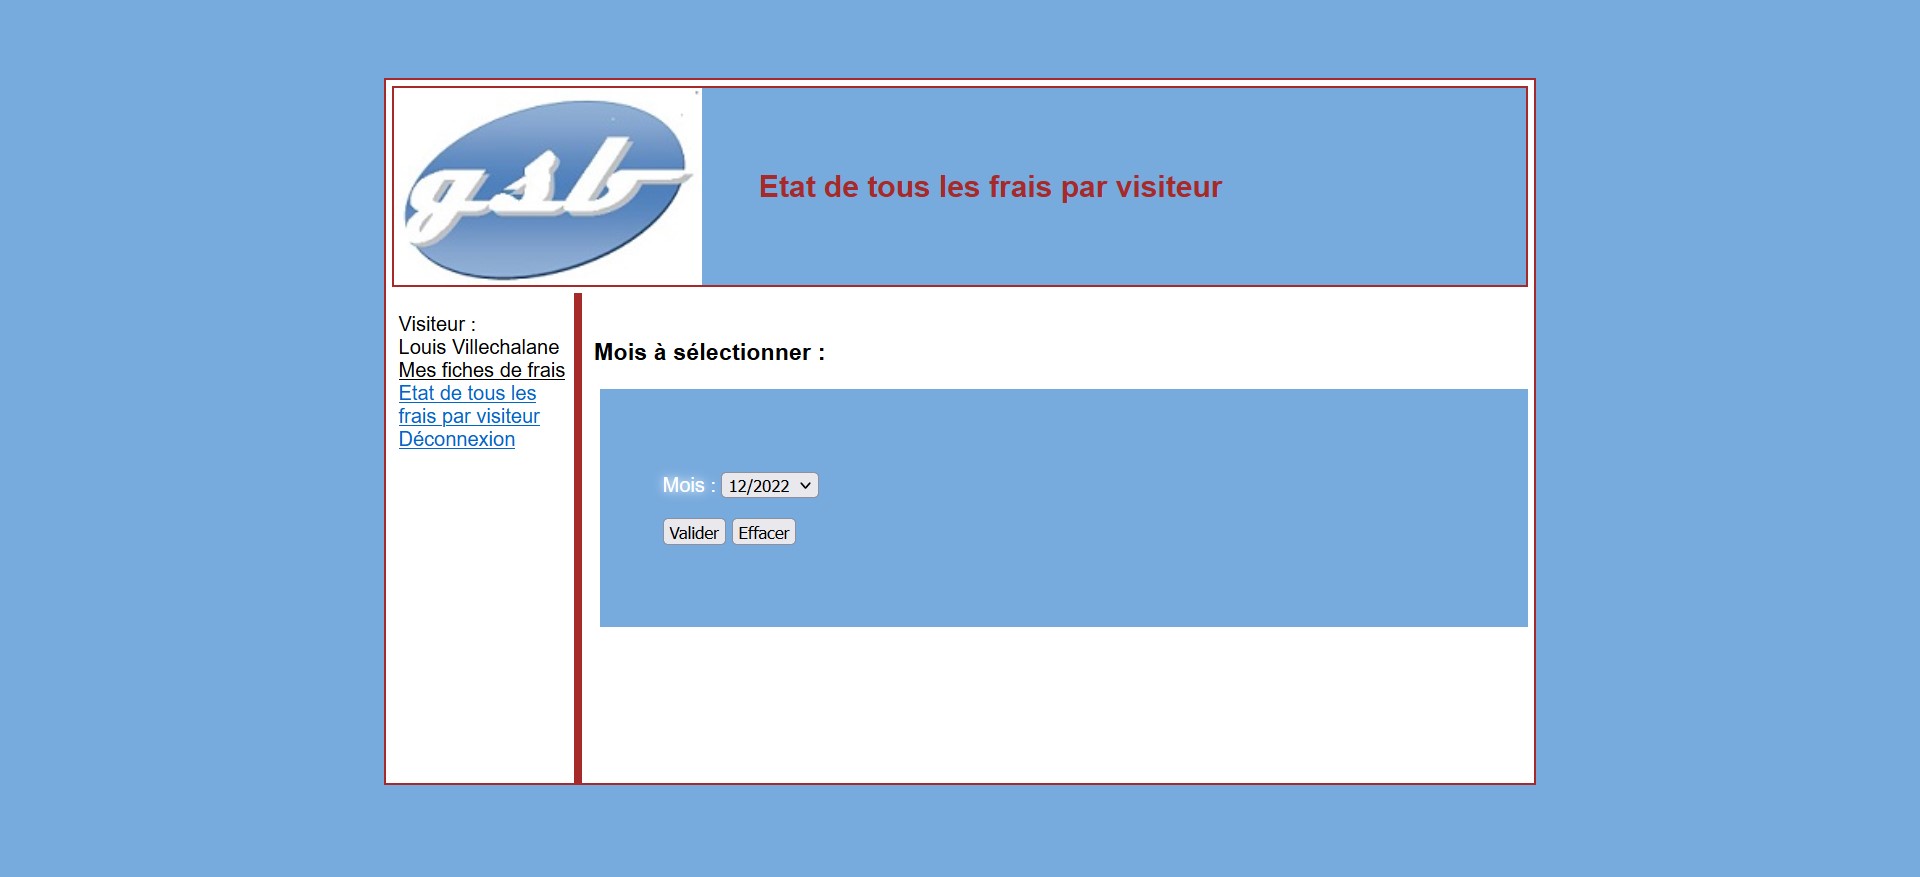 gsb
Etat de tous les frais par visiteur
Visiteur :
Louis Villechalane
Mes fiches de frais
Etat de tous les
frais par visiteur
Déconnexion
Mois à sélectionner :
Mois : 12/2022
Valider Effacer